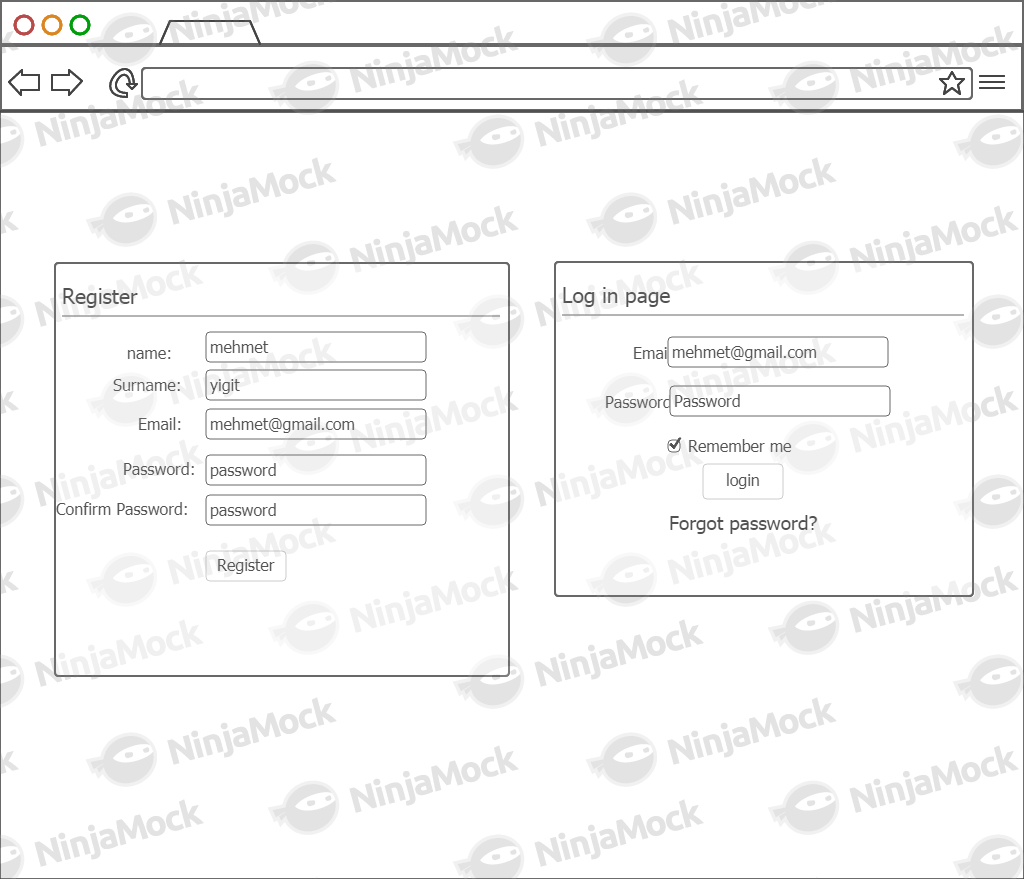 Register
name: mehmet
Surname: yigit
Email: mehmet@gmail.com
Password: password
Confirm Password: password
Register
Log in page
Emai mehmet@gmail.com
Password Password
Remember me
login
Forgot password?
NinjaMock